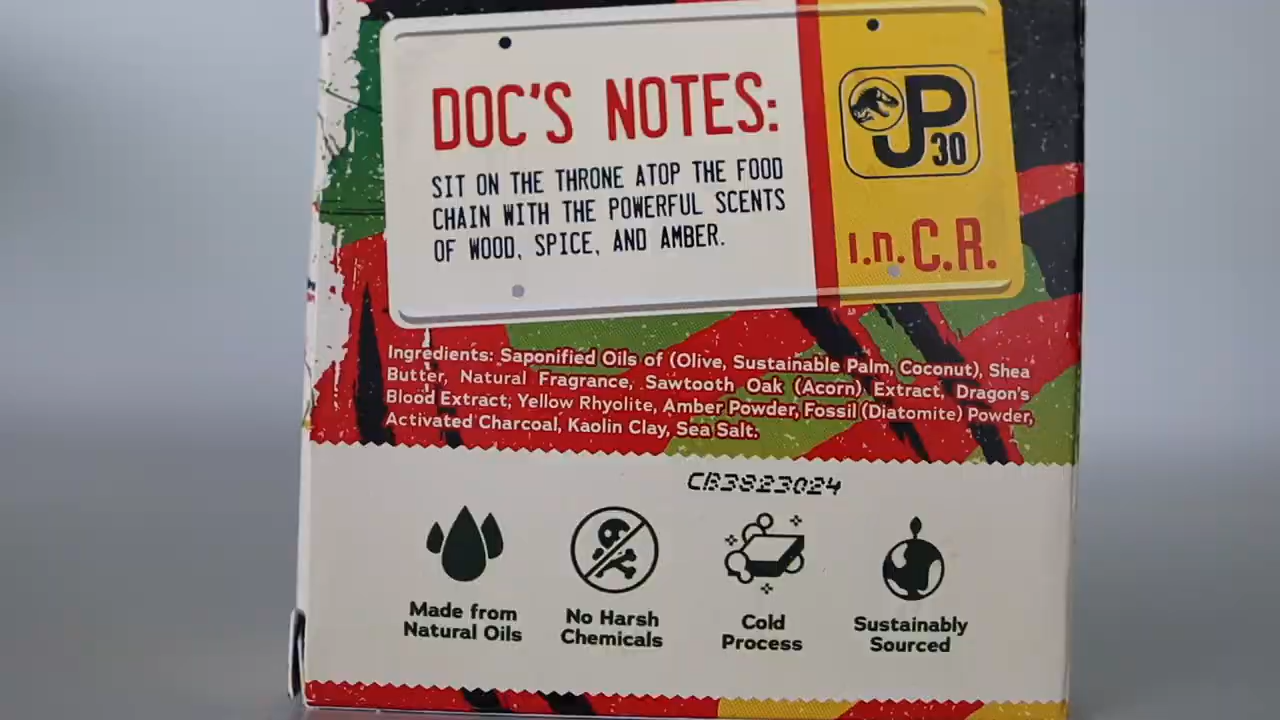 DOC'S NOTES:
SIT ON THE THRONE ATOP THE FOOD
CHAIN WITH THE POWERFUL SCENTS
OF WOOD, SPICE, AND AMBER.
JP
30
I.n.C.R.
Ingredients: Saponified Oils of (Olive, Sustainable Palm, Coconut), Shea
Butter, Natural Fragrance, Sawtooth Oak (Acorn) Extract, Dragon's
Blood Extract, Yellow Rhyolite, Amber Powder, Fossil (Diatomite) Powder,
Activated Charcoal, Kaolin Clay, Sea Salt.
CB3823024
Made from
Natural Oils
No Harsh
Chemicals
Cold
Process
Sustainably
Sourced